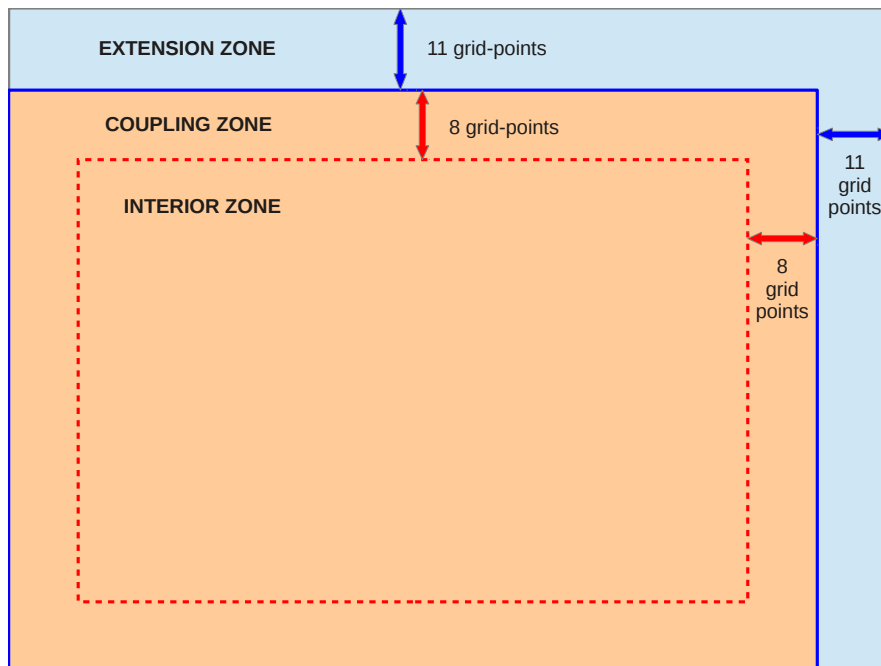 EXTENSION ZONE
11 grid-points
COUPLING ZONE
8 grid-points
11
grid
points
INTERIOR ZONE
8
grid
points